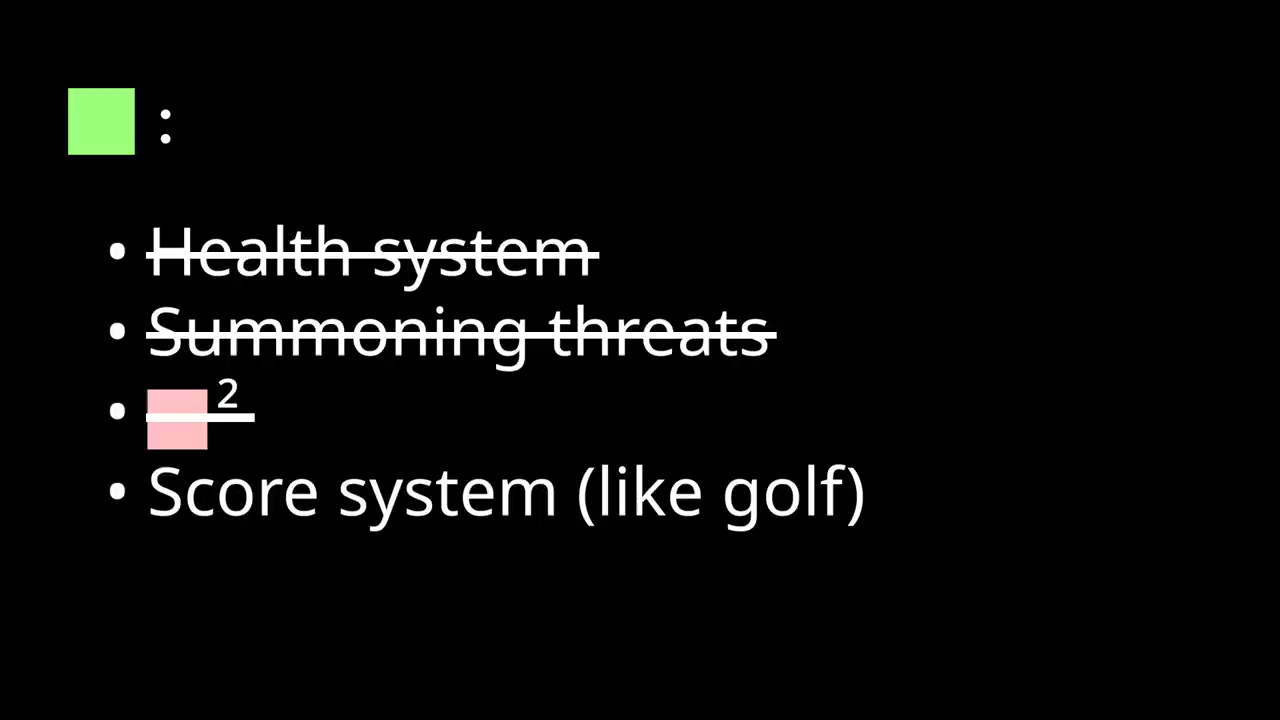 :
• Health system
• Summoning threats
• 2
• Score system (like golf)